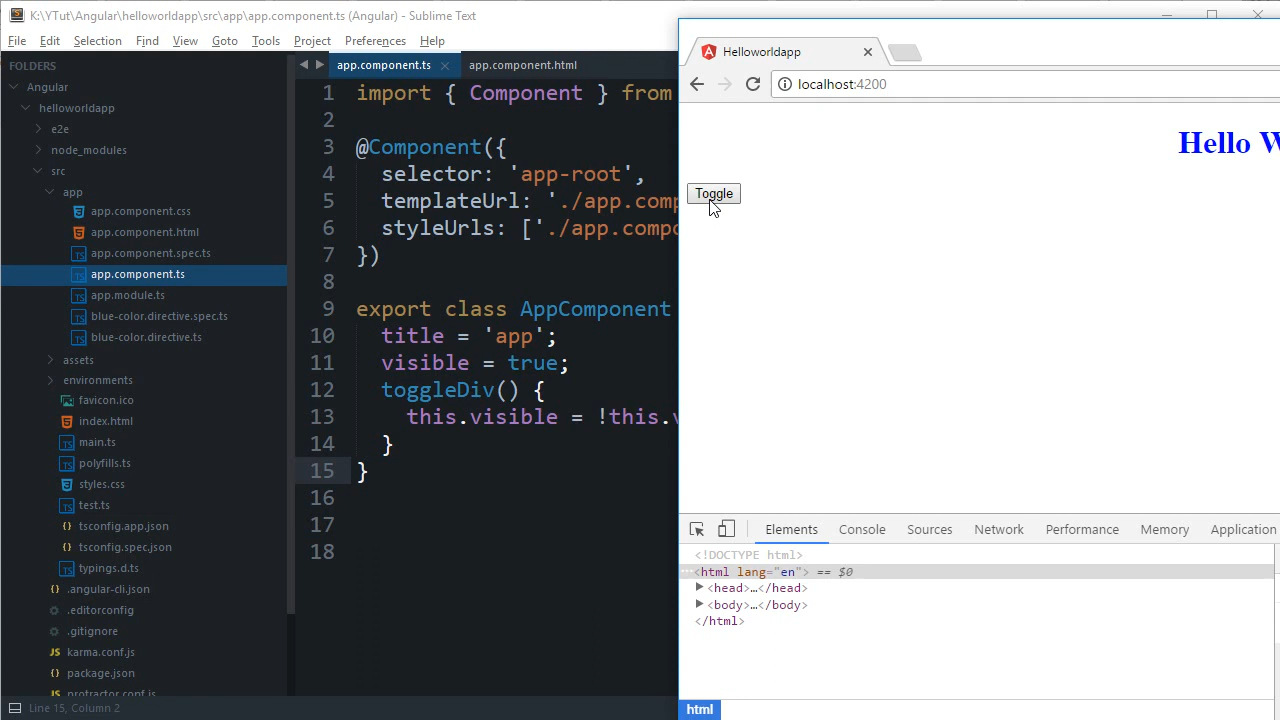 K:\YTut\Angular\helloworldapp\src\app\app.component.ts (Angular) - Sublime Text
File Edit Selection Find View Goto Tools Project Preferences Help
FOLDERS
Angular
helloworldapp
e2e
node_modules
src
app
app.component.css
app.component.html
app.component.spec.ts
app.component.ts
app.module.ts
blue-color.directive.spec.ts
blue-color.directive.ts
assets
environments
favicon.ico
index.html
main.ts
polyfills.ts
styles.css
test.ts
tsconfig.app.json
tsconfig.spec.json
typings.d.ts
.angular-cli.json
.editorconfig
.gitignore
karma.conf.js
package.json
protractor.conf.js
app.component.ts app.component.html
1 import { Component } from
2
3 @Component({
4 selector: 'app-root',
5 templateUrl: './app.comp
6 styleUrls: ['./app.compo
7 })
8
9 export class AppComponent
10 title = 'app';
11 visible = true;
12 toggleDiv() {
13 this.visible = !this.v
14 }
15 }
16
17
18
Line 15, Column 2
Helloworldapp
localhost:4200
Hello W
Toggle
Elements Console Sources Network Performance Memory Application
<!DOCTYPE html>
<html lang="en"> == $0
<head>…</head>
<body>…</body>
</html>
html